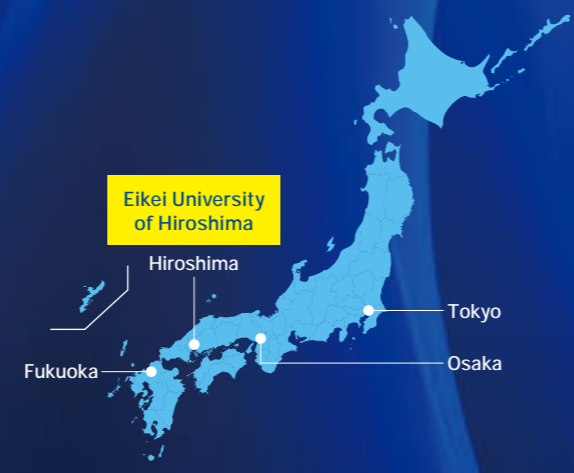 Eikei University
of Hiroshima
Hiroshima
Tokyo
Osaka
Fukuoka